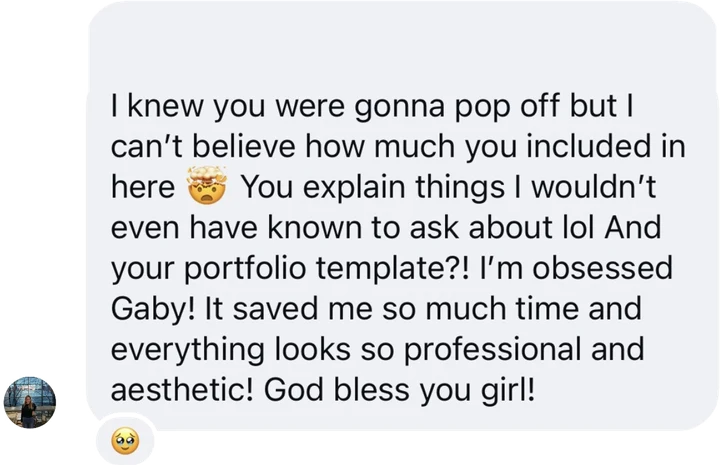 I knew you were gonna pop off but I
can’t believe how much you included in
here 🤯 You explain things I wouldn’t
even have known to ask about lol And
your portfolio template?! I’m obsessed
Gaby! It saved me so much time and
everything looks so professional and
aesthetic! God bless you girl!